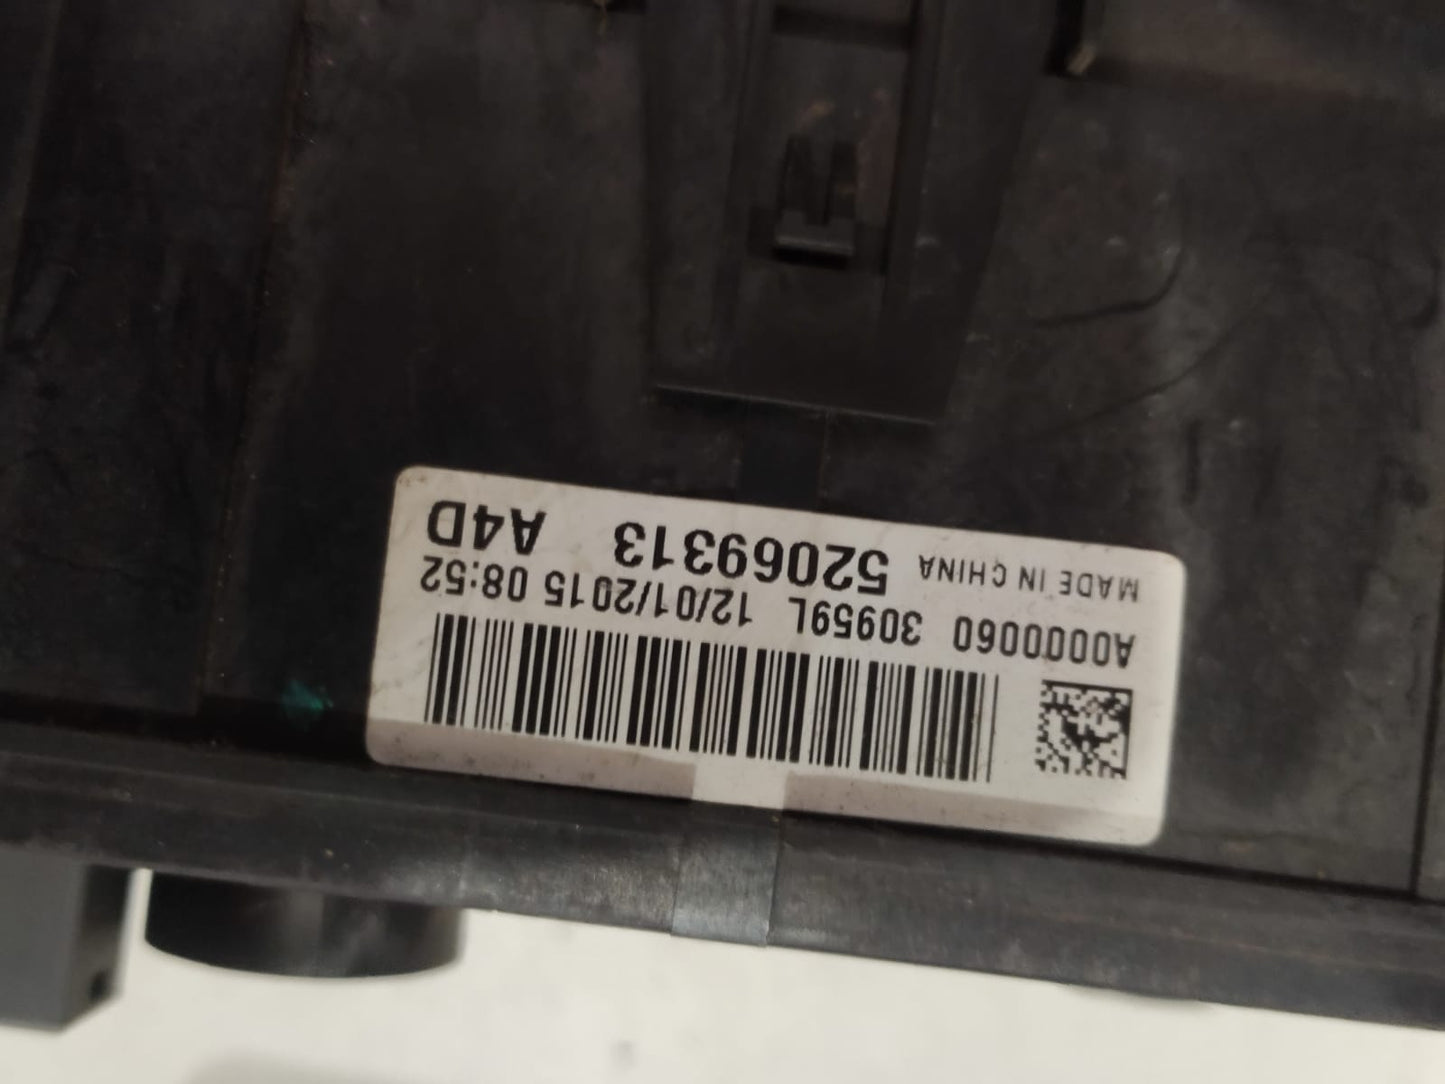 MADE IN CHINA 52069313 A4D
A0000060 30959L 12/01/2015 08:52